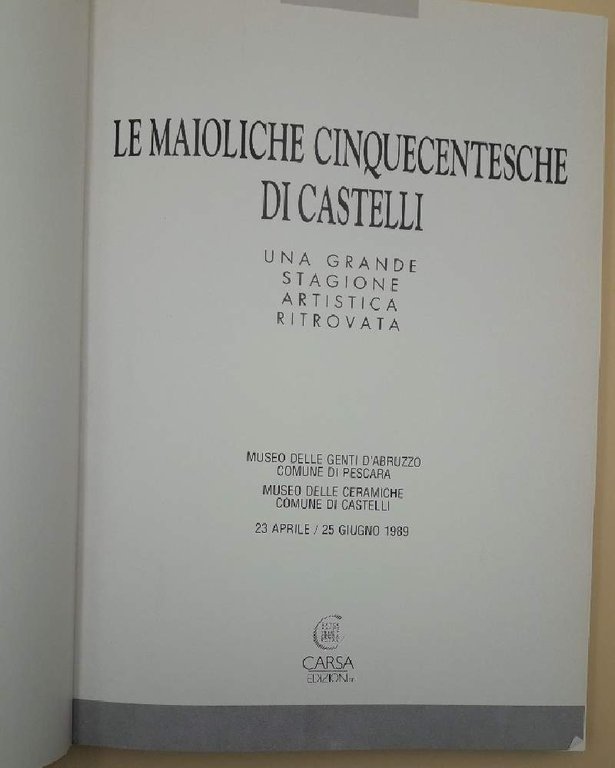 LE MAIOLICHE CINQUECENTESCHE
DI CASTELLI
UNA GRANDE
STAGIONE
ARTISTICA
RITROVATA
MUSEO DELLE GENTI D'ABRUZZO
COMUNE DI PESCARA
MUSEO DELLE CERAMICHE
COMUNE DI CASTELLI
23 APRILE / 25 GIUGNO 1989
CARSA
EDIZIONI